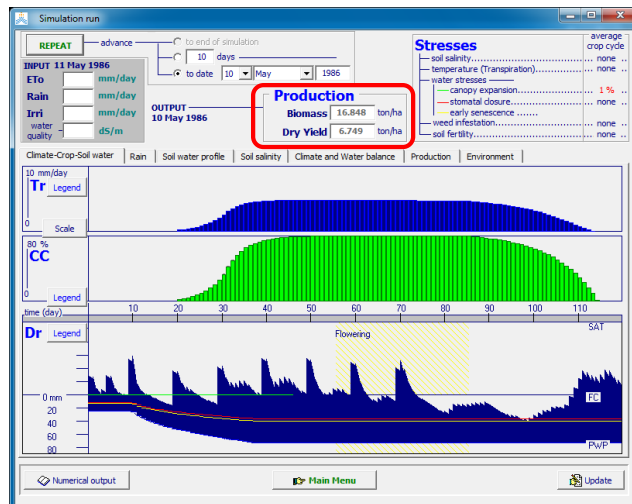 Simulation run
REPEAT
advance
to end of simulation
10 days
to date 10 May 1986
INPUT 11 May 1986
ETo mm/day
Rain mm/day
Irri mm/day
water quality dS/m
OUTPUT
10 May 1986
Production
Biomass 16.848 ton/ha
Dry Yield 6.749 ton/ha
Stresses
average
crop cycle
soil salinity............ none ..
temperature (Transpiration)... none ..
water stresses
canopy expansion............ 1 % ..
stomatal closure............ none ..
early senescence ......
weed infestation............ none ..
soil fertility............ none ..
Climate-Crop-Soil water
Rain
Soil water profile
Soil salinity
Climate and Water balance
Production
Environment
10 mm/day
Tr Legend
0
Scale
80 %
CC
0
Legend
time (day)
10 20 30 40 50 60 70 80 90 100 110
Dr Legend
Flowering
SAT
0 mm
FC
20
40
60
PWP
80
Numerical output
Main Menu
Update